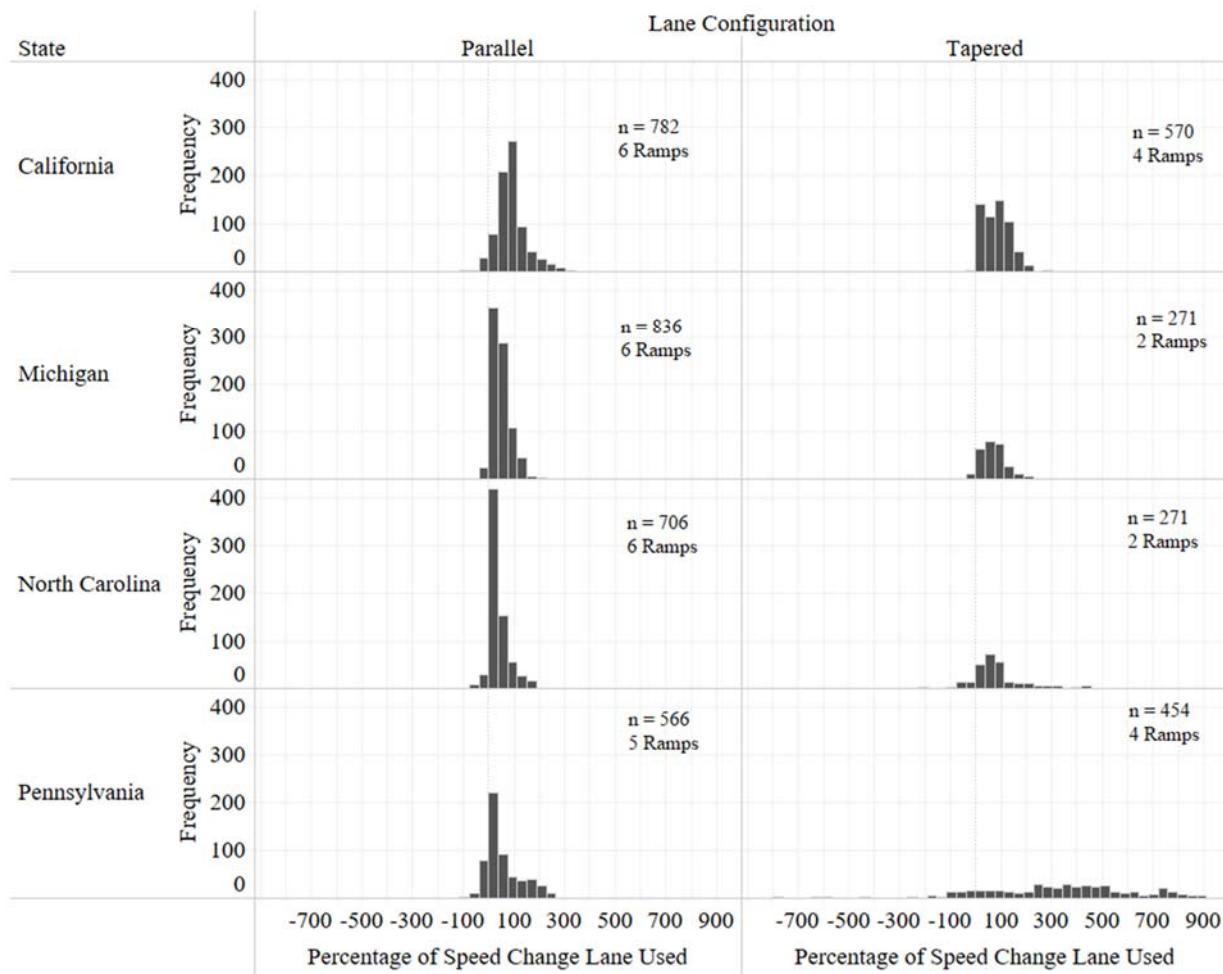 Lane Configuration
State Parallel Tapered
400
300
200
100
0
Frequency
California
n = 782
6 Ramps
n = 570
4 Ramps
400
300
200
100
0
Frequency
Michigan
n = 836
6 Ramps
n = 271
2 Ramps
400
300
200
100
0
Frequency
North Carolina
n = 706
6 Ramps
n = 271
2 Ramps
400
300
200
100
0
Frequency
Pennsylvania
n = 566
5 Ramps
n = 454
4 Ramps
-700 -500 -300 -100 100 300 500 700 900 -700 -500 -300 -100 100 300 500 700 900
Percentage of Speed Change Lane Used Percentage of Speed Change Lane Used